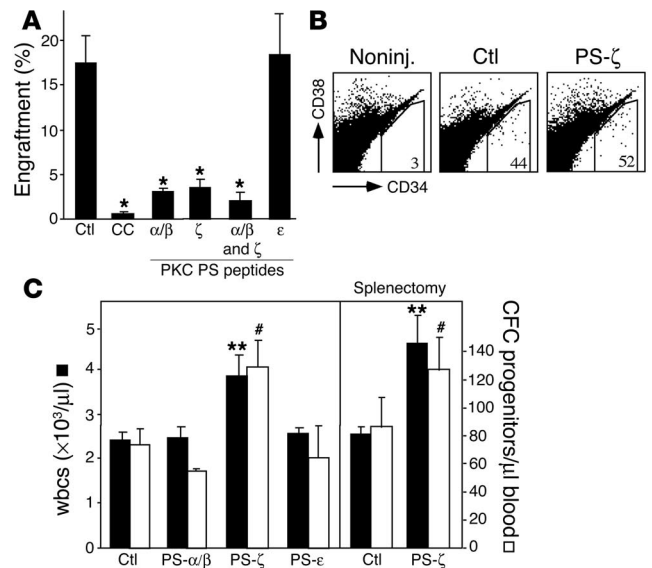 A
Engraftment (%)
20
15
10
5
0
*
*
*
*
Ctl
CC
α/β
ζ
α/β
and ζ
ε
PKC PS peptides
B
Noninj.
Ctl
PS-ζ
CD38
3
44
52
CD34
C
Splenectomy
wbcs (×10³/µl)
5
4
3
2
1
0
**
#
**
#
CFC progenitors/µl blood
140
120
100
80
60
40
20
0
Ctl
PS-α/β
PS-ζ
PS-ε
Ctl
PS-ζ